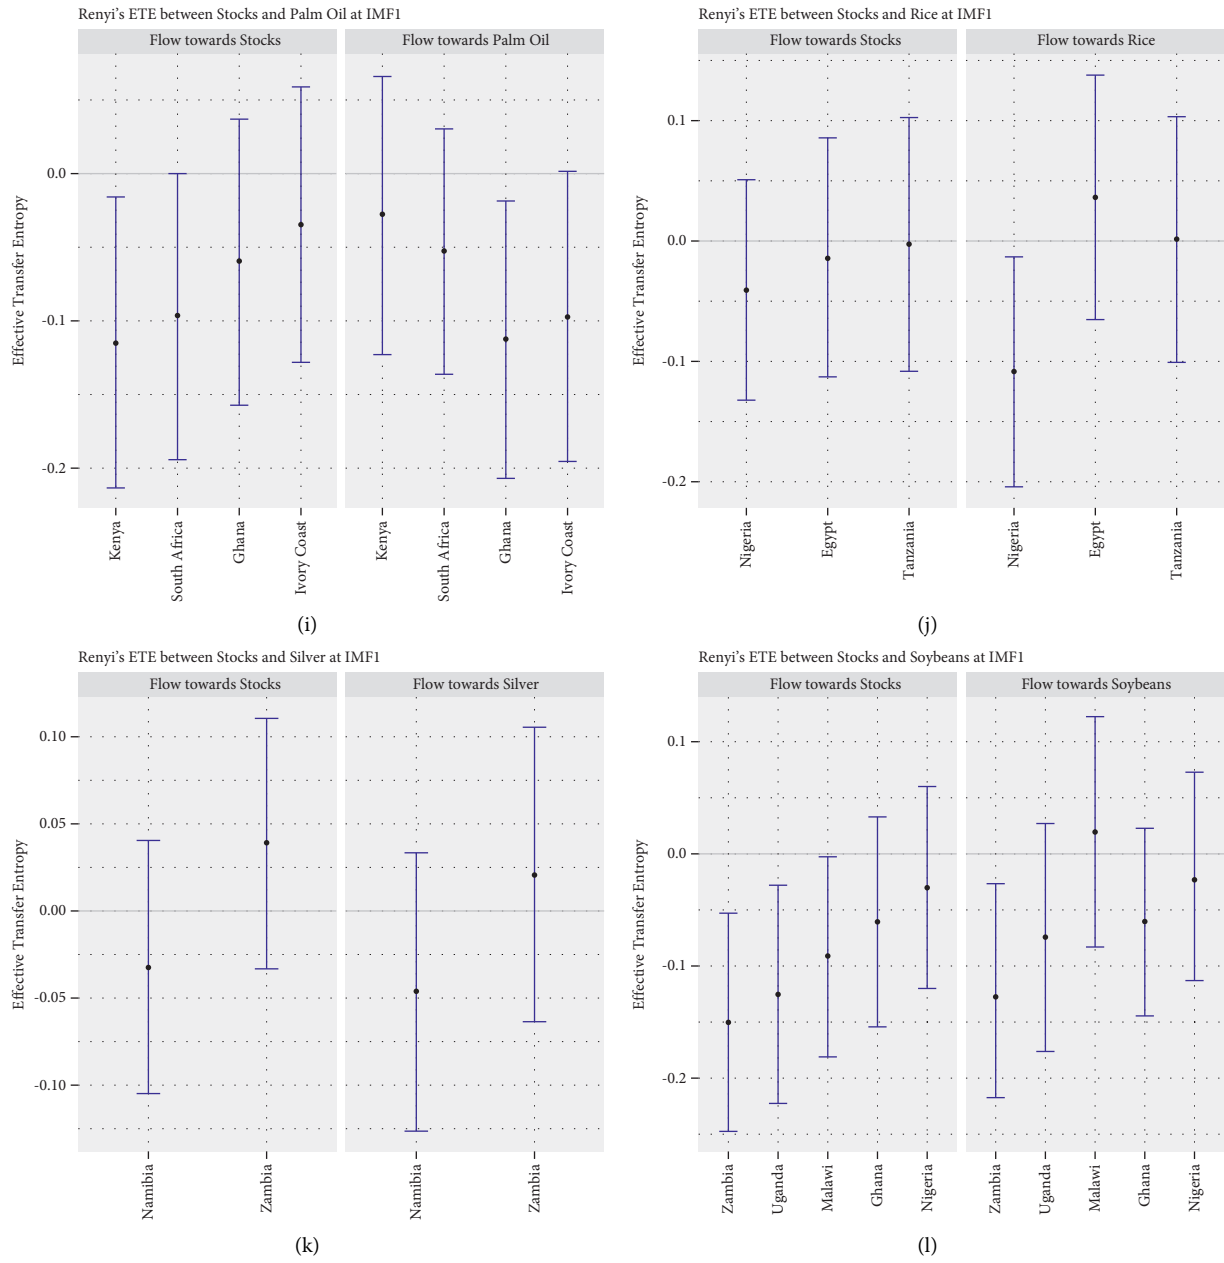 Renyi's ETE between Stocks and Palm Oil at IMF1
Flow towards Stocks
Flow towards Palm Oil
Effective Transfer Entropy
0.0
-0.1
-0.2
Kenya
South Africa
Ghana
Ivory Coast
Kenya
South Africa
Ghana
Ivory Coast
(i)
Renyi's ETE between Stocks and Rice at IMF1
Flow towards Stocks
Flow towards Rice
Effective Transfer Entropy
0.1
0.0
-0.1
-0.2
Nigeria
Egypt
Tanzania
Nigeria
Egypt
Tanzania
(j)
Renyi's ETE between Stocks and Silver at IMF1
Flow towards Stocks
Flow towards Silver
Effective Transfer Entropy
0.10
0.05
0.00
-0.05
-0.10
Namibia
Zambia
Namibia
Zambia
(k)
Renyi's ETE between Stocks and Soybeans at IMF1
Flow towards Stocks
Flow towards Soybeans
Effective Transfer Entropy
0.1
0.0
-0.1
-0.2
Zambia
Uganda
Malawi
Ghana
Nigeria
Zambia
Uganda
Malawi
Ghana
Nigeria
(l)